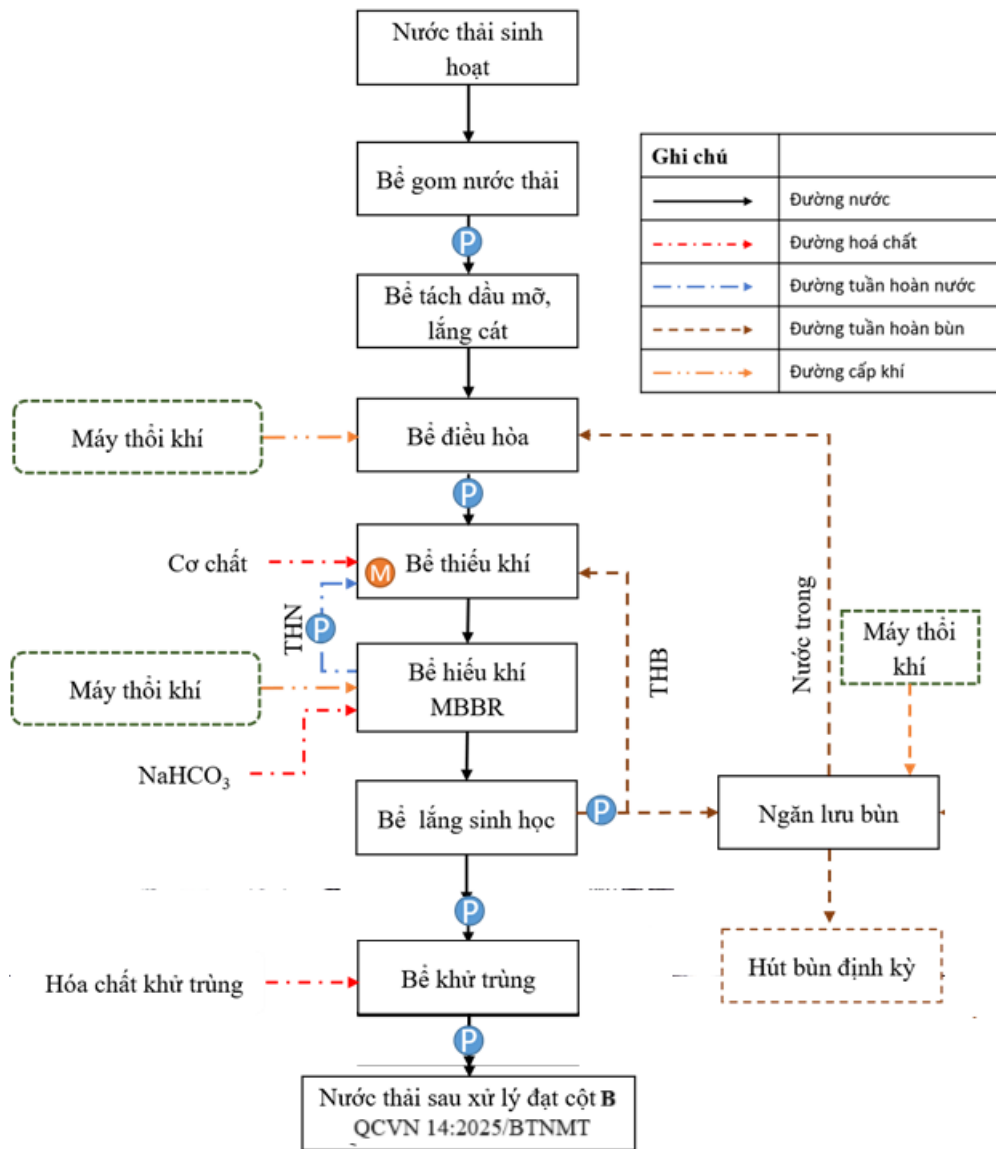 Nước thải sinh
hoạt
Bể gom nước thải
P
Bể tách dầu mỡ,
lắng cát
Ghi chú
Đường nước
Đường hoá chất
Đường tuần hoàn nước
Đường tuần hoàn bùn
Đường cấp khí
Máy thổi khí
Bể điều hòa
P
Cơ chất
M
Bể thiếu khí
THN
P
Máy thổi khí
Bể hiếu khí
MBBR
NaHCO3
THB
Nước trong
Máy thổi
khí
Bể lắng sinh học
P
Ngăn lưu bùn
P
Hóa chất khử trùng
Bể khử trùng
Hút bùn định kỳ
P
Nước thải sau xử lý đạt cột B
QCVN 14:2025/BTNMT